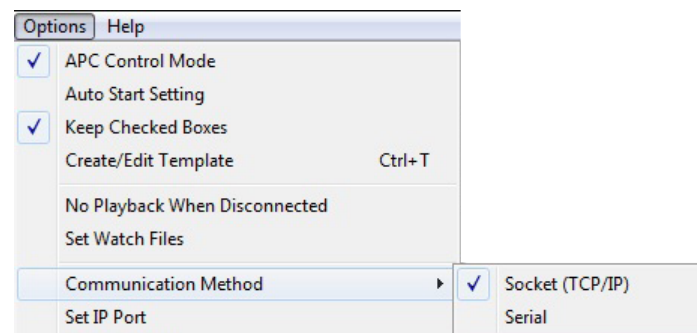 Options Help
APC Control Mode
Auto Start Setting
Keep Checked Boxes
Create/Edit Template Ctrl+T
No Playback When Disconnected
Set Watch Files
Communication Method Socket (TCP/IP)
Set IP Port Serial